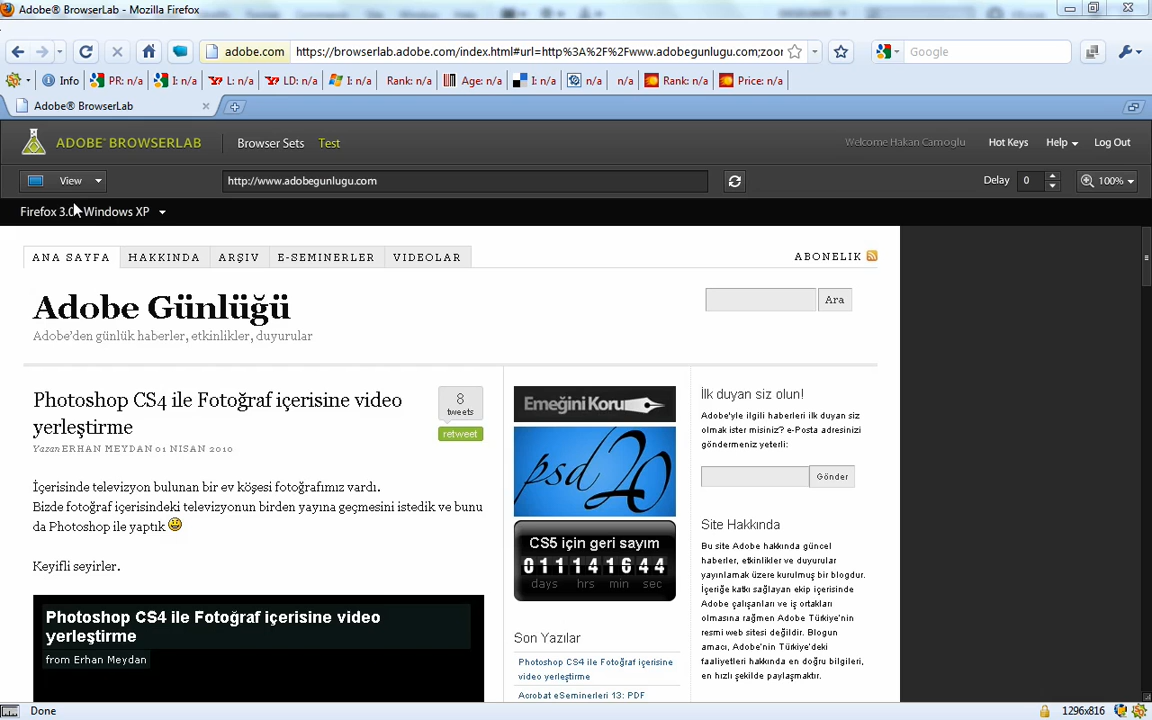 Adobe® BrowserLab - Mozilla Firefox
adobe.com https://browserlab.adobe.com/index.html#url=http%3A%2F%2Fwww.adobegunlugu.com;zoor Google
Info PR: n/a I: n/a L: n/a LD: n/a I: n/a Rank: n/a Age: n/a I: n/a n/a n/a Rank: n/a Price: n/a
Adobe® BrowserLab
ADOBE® BROWSERLAB Browser Sets Test Welcome Hakan Camoglu Hot Keys Help Log Out
View http://www.adobegunlugu.com Delay 0 100%
Firefox 3.0 Windows XP
ANA SAYFA HAKKINDA ARŞIV E-SEMINERLER VIDEOLAR ABONELIK
Adobe Günlüğü
Adobe'den günlük haberler, etkinlikler, duyurular
Ara
Photoshop CS4 ile Fotoğraf içerisine video
yerleştirme
Yazan ERHAN MEYDAN 01 NISAN 2010
8
tweets
retweet
İçerisinde televizyon bulunan bir ev köşesi fotoğrafımız vardı.
Bizde fotoğraf içerisindeki televizyonun birden yayına geçmesini istedik ve bunu
da Photoshop ile yaptık
Keyifli seyirler.
Photoshop CS4 ile Fotoğraf içerisine video
yerleştirme
from Erhan Meydan
Emeğini Koru
psd20
CS5 için geri sayım
011 14 16 44
days hrs min sec
Son Yazılar
Photoshop CS4 ile Fotoğraf içerisine
video yerleştirme
Acrobat eSeminerleri 13: PDF
İlk duyan siz olun!
Adobe'yle ilgili haberleri ilk duyan siz
olmak ister misiniz? e-Posta adresinizi
göndermeniz yeterli:
Gönder
Site Hakkında
Bu site Adobe hakkında güncel
haberler, etkinlikler ve duyurular
yayınlamak üzere kurulmuş bir blogdur.
İçeriğe katkı sağlayan ekip içerisinde
Adobe çalışanları ve iş ortakları
olmasına rağmen Adobe Türkiye'nin
resmi web sitesi değildir. Blogun
amacı, Adobe'nin Türkiye'deki
faaliyetleri hakkında en doğru bilgileri,
en hızlı şekilde paylaşmaktır.
Done 1296x816